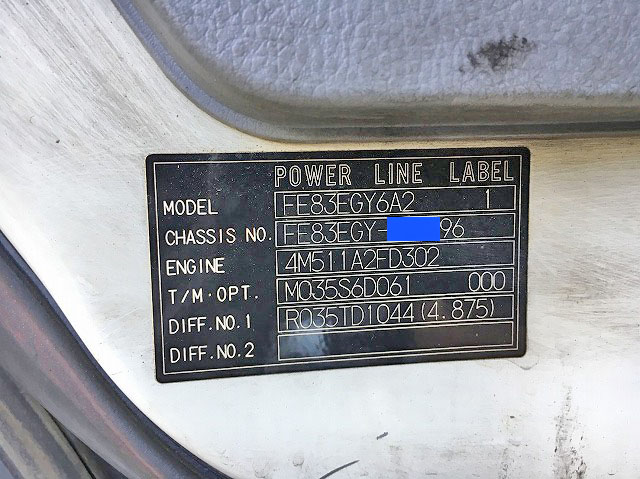 POWER LINE LABEL
MODEL FE83EGY6A2 1
CHASSIS NO. FE83EGY- 96
ENGINE 4M511A2FD302
T/M·OPT. M035S6D061 000
DIFF.NO.1 R035TD1044(4.875)
DIFF.NO.2